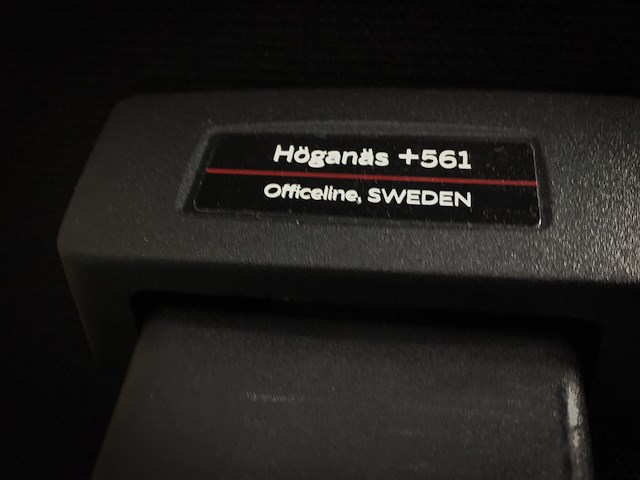 Höganäs +561
Officeline, SWEDEN